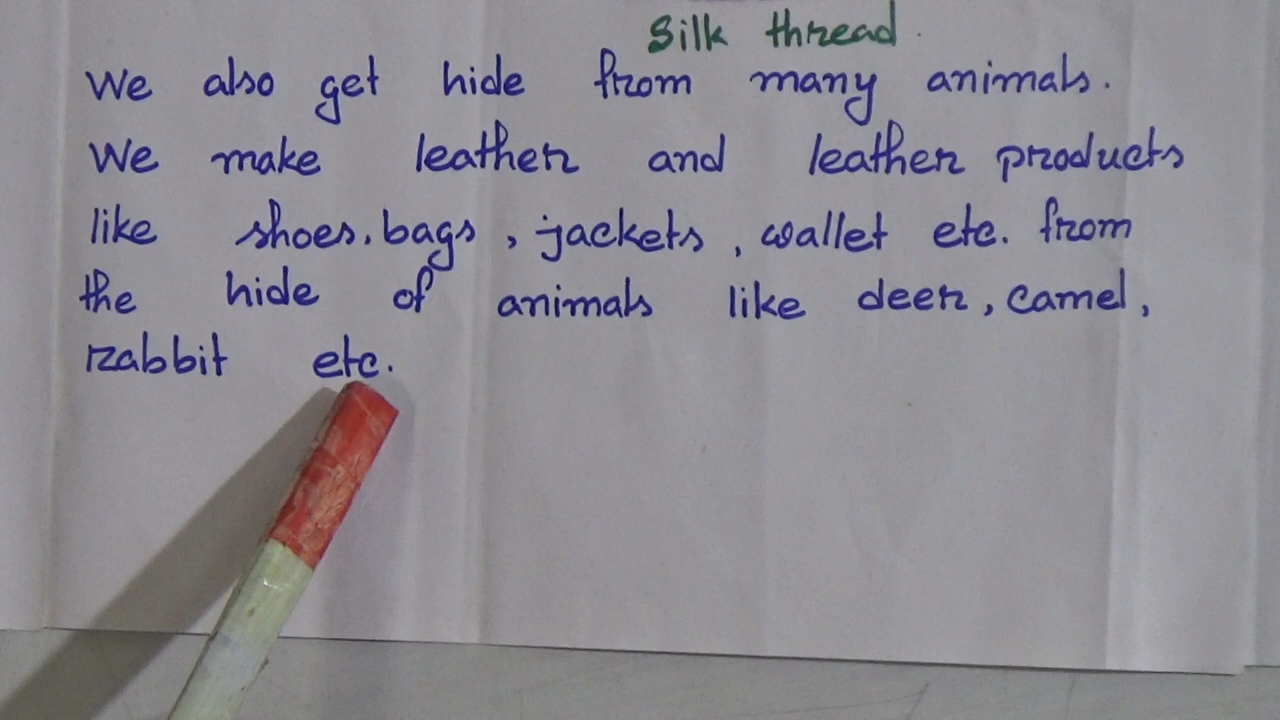 Silk thread.
We also get hide from many animals.
We make leather and leather products
like shoes, bags, jackets, wallet etc. from
the hide of animals like deer, camel,
rabbit etc.